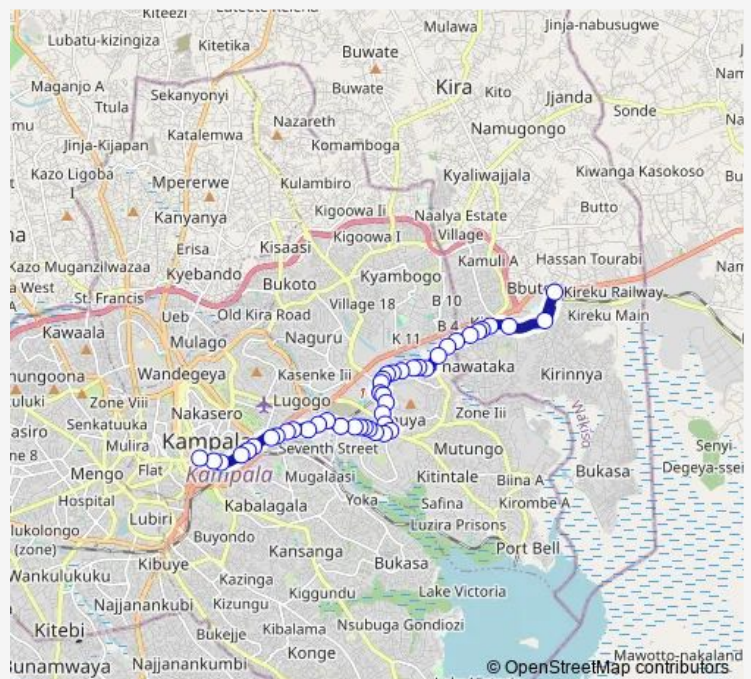 Kiteezi
Lubatu-kizingiza
Kitetika
Mulawa
Jinja-nabusugwe
Buwate
Maganjo A
Sekanyonyi
Buwate
Kira
Kito
Jjanda
Ttula
Sonde
Nazareth
Namugongo
Katalemwa
Jinja-Kijapan
Komamboga
Kazo Ligoba
I
Mpererwe
Kulambiro
Kyaliwajjala
Kiwanga Kasokoso
Kanyanya
Kigoowa Ii
Naalya Estate
Village
Butto
Erisa
Kisaasi
Kigoowa I
Kazo Muganzilwazaa
Kyebando
Kamuli A
Hassan Tourabi
St. Francis
Bukoto
Kyambogo
Kireku Railway
Ueb
Old Kira Road
Village 18
B 10
Kireku Main
Kawaala
Mulago
Naguru
K 11
B 4
Wandegeya
Kasenke Iii
Kirinnya
Zone Viii
Nakasero
Lugogo
Zone Iii
Wakiso
Senkatuuka
Mulira
Kampala
Seventh Street
Mutungo
Senyi
Mengo
Flat
Kampala
Mugalaasi
Kitintale
Biina A
Bukasa
Hospital
Yoka
Safina
Kirombe A
Lubiri
Kabalagala
Luzira Prisons
(zone)
Buyondo
Kansanga
Port Bell
Kibuye
Bukasa
Wankulukuku
Kazinga
Kiggundu
Lake Victoria
Najjanankubi
Kizungu
Kitebi
Bukejje
Kibalama
Nsubuga Gondiozi
Konge
Najjanankumbi
Mawotto-nakaland
© OpenStreetMap contributors